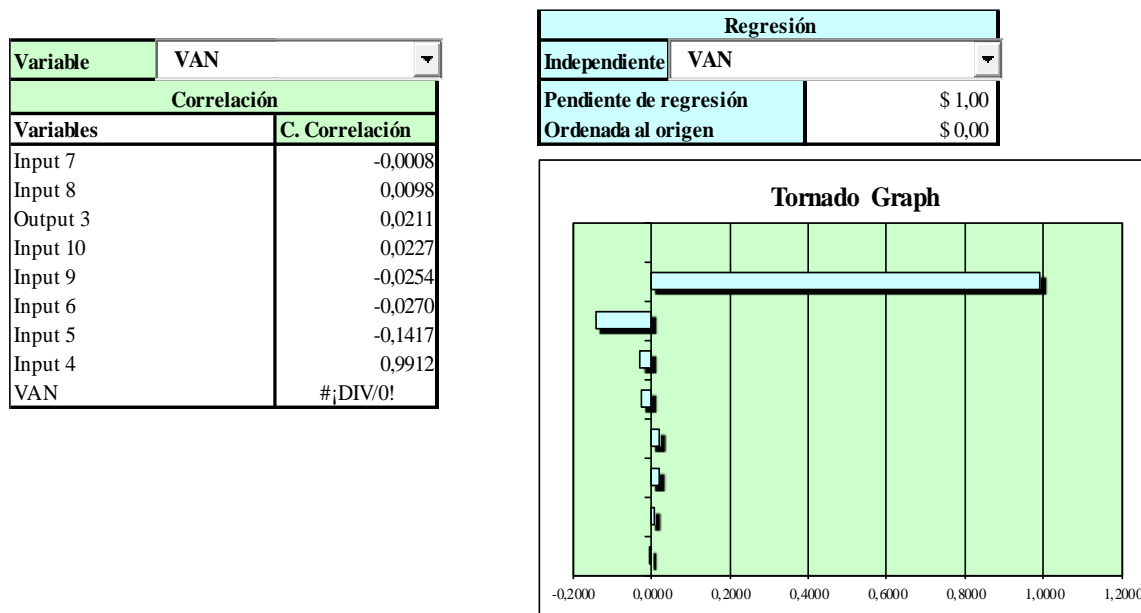 Variable VAN
Correlación
Variables C. Correlación
Input 7 -0,0008
Input 8 0,0098
Output 3 0,0211
Input 10 0,0227
Input 9 -0,0254
Input 6 -0,0270
Input 5 -0,1417
Input 4 0,9912
VAN #¡DIV/0!
Regresión
Independiente VAN
Pendiente de regresión $ 1,00
Ordenada al origen $ 0,00
Tornado Graph
-0,2000 0,0000 0,2000 0,4000 0,6000 0,8000 1,0000 1,2000